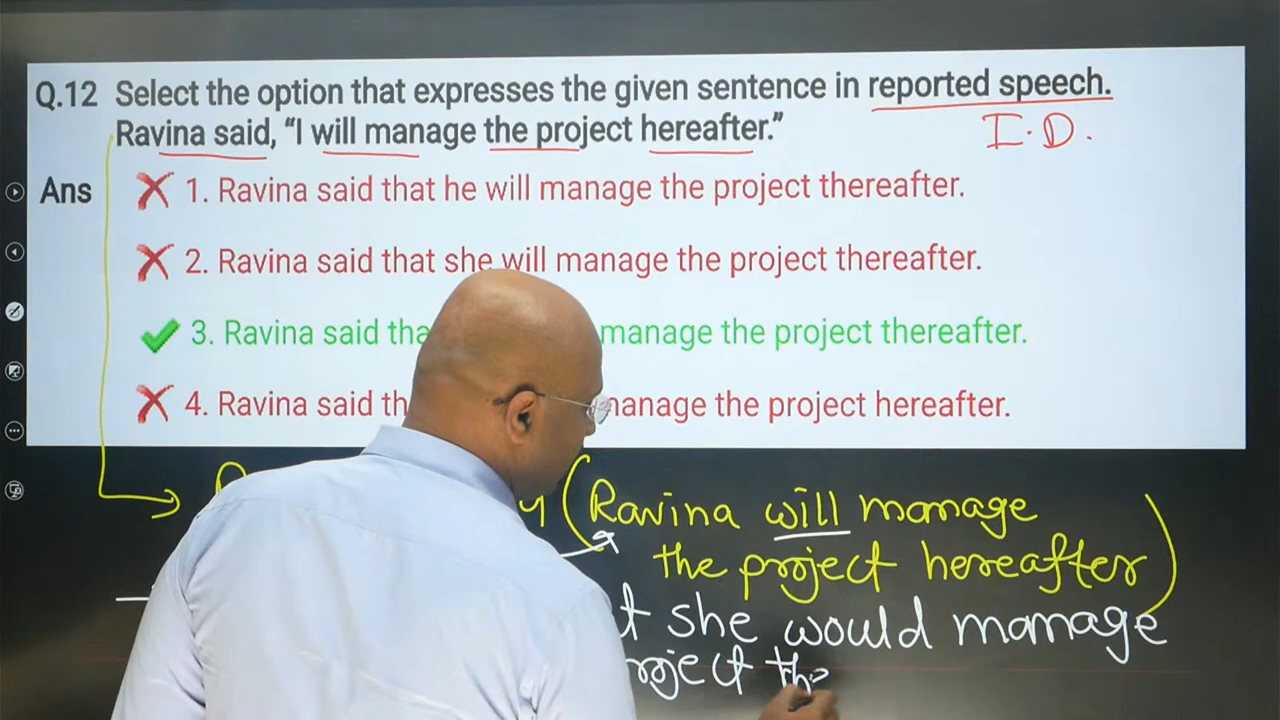 Q.12 Select the option that expresses the given sentence in reported speech.
Ravina said, “I will manage the project hereafter.”
I.D.
Ans
1. Ravina said that he will manage the project thereafter.
2. Ravina said that she will manage the project thereafter.
3. Ravina said manage the project thereafter.
4. Ravina said manage the project hereafter.
(Ravina will manage
the project hereafter)
she would manage